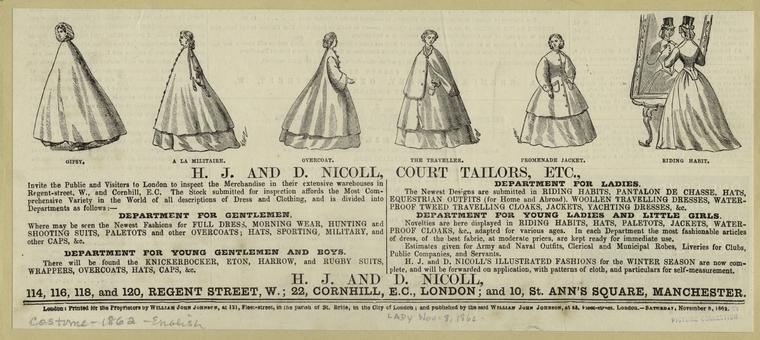 GIPSY.
A LA MILITAIRE.
OVERCOAT.
THE TRAVELLER.
PROMENADE JACKET.
RIDING HABIT.
H. J. AND D. NICOLL, COURT TAILORS, ETC.,
Invite the Public and Visitors to London to inspect the Merchandise in their extensive warehouses in
Regent-street, W., and Cornhill, E.C. The Stock submitted for inspection affords the Most Com-
prehensive Variety in the World of all descriptions of Dress and Clothing, and is divided into
Departments as follows:—
DEPARTMENT FOR GENTLEMEN.
Where may be seen the Newest Fashions for FULL DRESS, MORNING WEAR, HUNTING and
SHOOTING SUITS, PALETOTS and other OVERCOATS; HATS, SPORTING, MILITARY, and
other CAPS, &c.
DEPARTMENT FOR YOUNG GENTLEMEN AND BOYS.
There will be found the KNICKERBOCKER, ETON, HARROW, and RUGBY SUITS,
WRAPPERS, OVERCOATS, HATS, CAPS, &c.
DEPARTMENT FOR LADIES.
The Newest Designs are submitted in RIDING HABITS, PANTALON DE CHASSE, HATS,
EQUESTRIAN OUTFITS (for Home and Abroad), WOOLLEN TRAVELLING DRESSES, WATER-
PROOF TWEED TRAVELLING CLOAKS, JACKETS, YACHTING DRESSES, &c.
DEPARTMENT FOR YOUNG LADIES AND LITTLE GIRLS.
Novelties are here displayed in RIDING HABITS, HATS, PALETOTS, JACKETS, WATER-
PROOF CLOAKS, &c., adapted for various ages. In each Department the most fashionable articles
of dress, of the best fabric, at moderate prices, are kept ready for immediate use.
Estimates given for Army and Naval Outfits, Clerical and Municipal Robes, Liveries for Clubs,
Public Companies, and Servants.
H. J. and D. NICOLL'S ILLUSTRATED FASHIONS for the WINTER SEASON are now com-
plete, and will be forwarded on application, with patterns of cloth, and particulars for self-measurement.
H. J. AND D. NICOLL,
114, 116, 118, and 120, REGENT STREET, W.; 22, CORNHILL, E.C., LONDON; and 10, St. ANN'S SQUARE, MANCHESTER.
London: Printed for the Proprietors by WILLIAM JOHN JOHNSON, at 121, Fleet-street, in the parish of St. Bride, in the City of London; and published by the said WILLIAM JOHN JOHNSON, at 83, Fleet-street, London.—SATURDAY, November 8, 1862.
Costume - 1862 - English
LADY Nov. 8, 1862
PICTURE COLLECTION